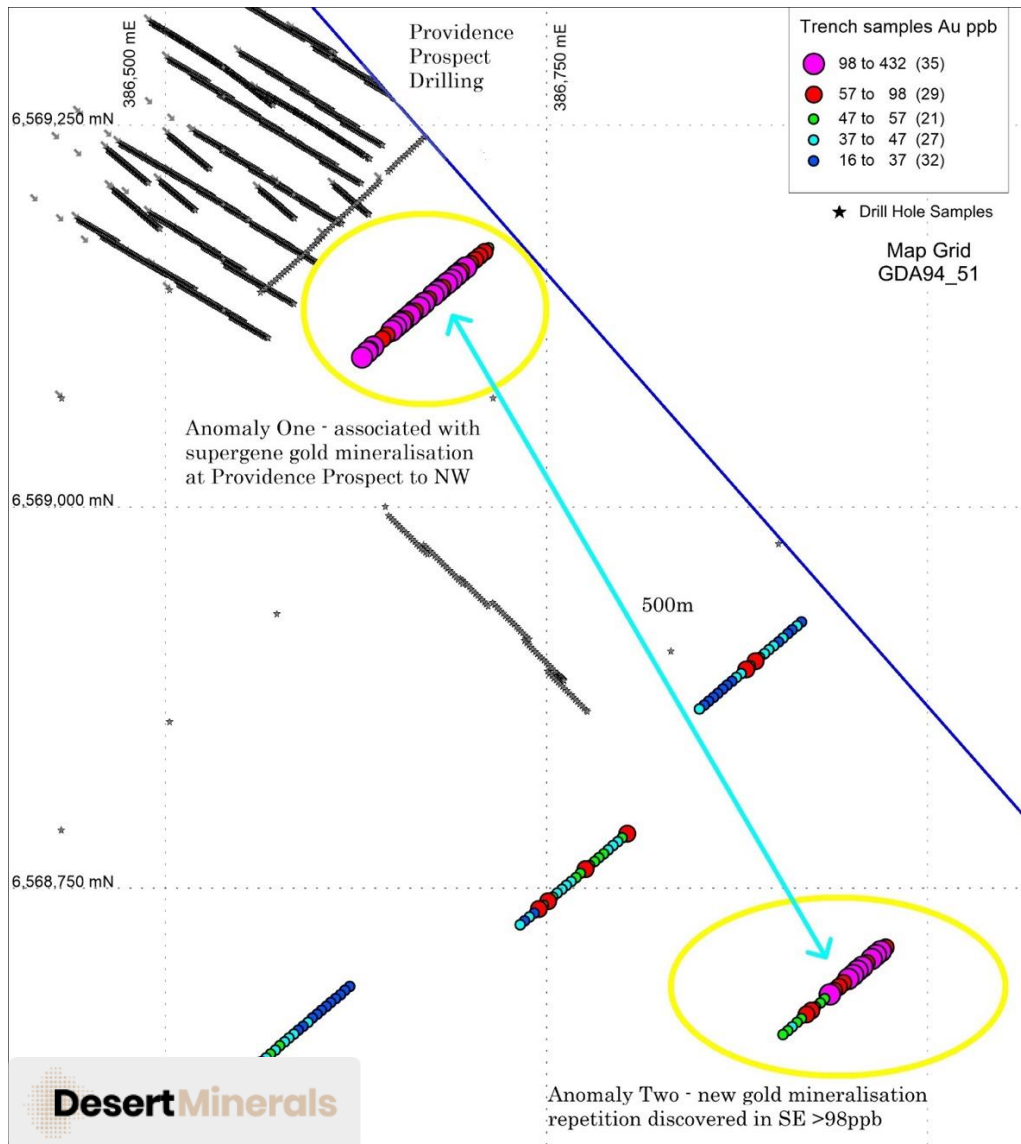 Providence
Prospect
Drilling
386,500 mE
386,750 mE
Trench samples Au ppb
98 to 432 (35)
57 to 98 (29)
47 to 57 (21)
37 to 47 (27)
16 to 37 (32)
Drill Hole Samples
Map Grid
GDA94_51
6,569,250 mN
Anomaly One - associated with
supergene gold mineralisation
at Providence Prospect to NW
6,569,000 mN
500m
6,568,750 mN
Desert Minerals
Anomaly Two - new gold mineralisation
repetition discovered in SE >98ppb